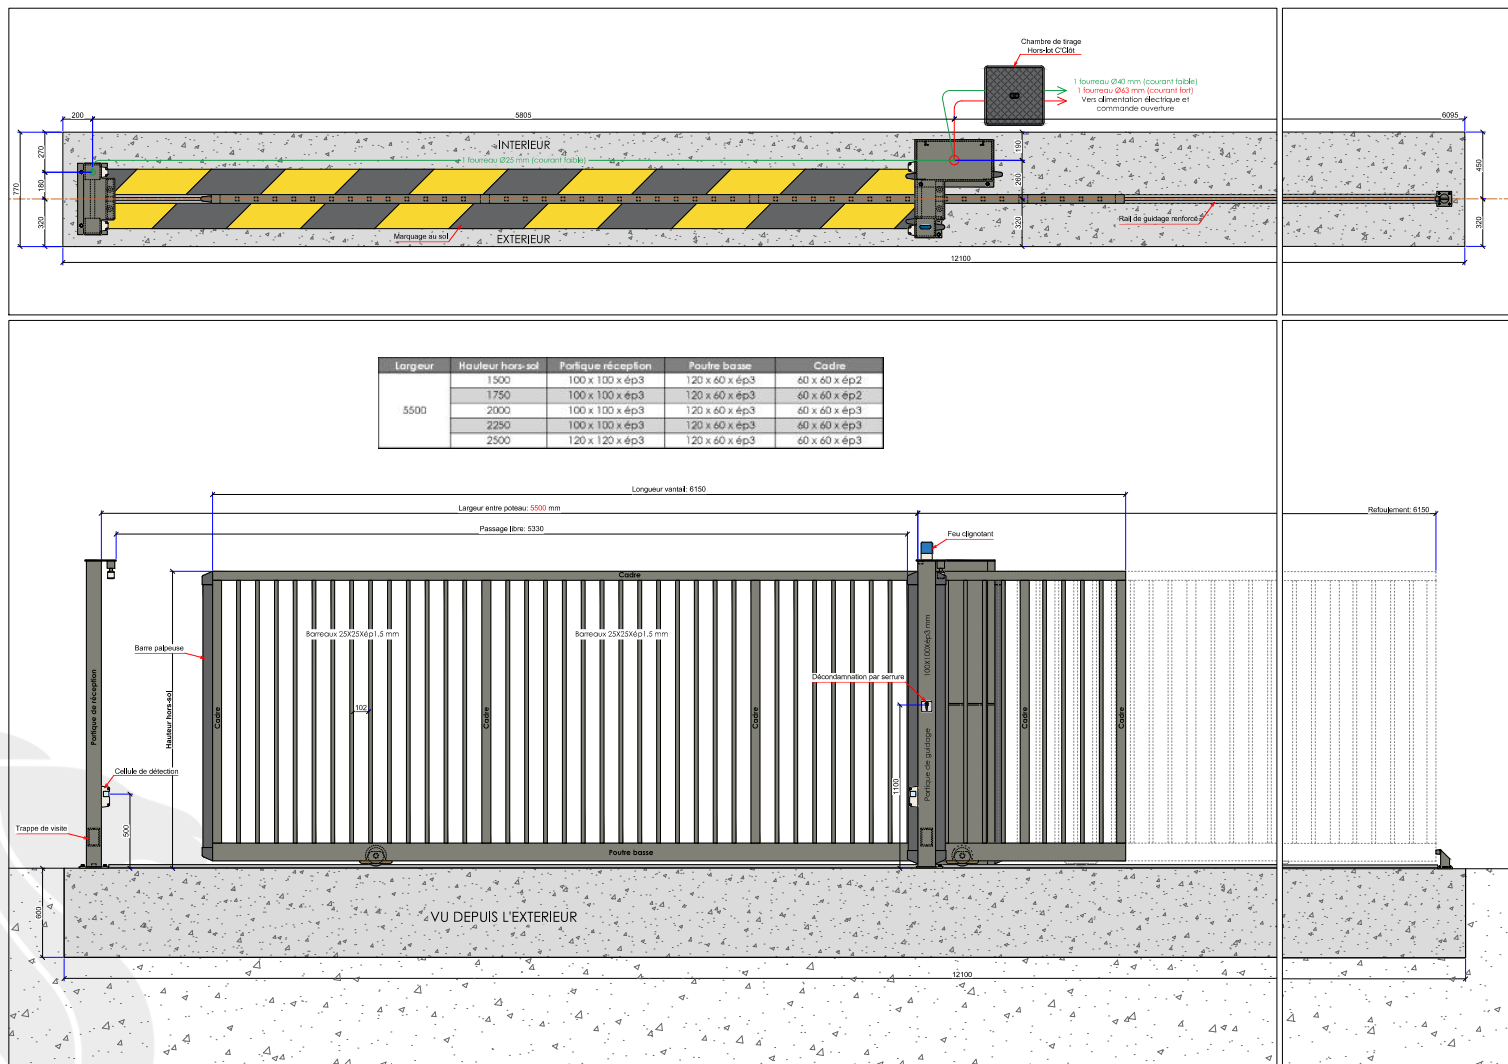 Chambre de tirage
Hors-lot C'Clôt
1 fourreau Ø40 mm (courant faible)
1 fourreau Ø63 mm (courant fort)
Vers alimentation électrique et
commande ouverture
200
5805
6095
INTERIEUR
1 fourreau Ø25 mm (courant faible)
770
270
180
320
190
260
320
450
320
Marquage au sol
EXTERIEUR
Rail de guidage renforcé
12100
Largeur Hauteur hors-sol Portique réception Poutre basse Cadre
5500
1500 100 x 100 x ép3 120 x 60 x ép3 60 x 60 x ép2
1750 100 x 100 x ép3 120 x 60 x ép3 60 x 60 x ép2
2000 100 x 100 x ép3 120 x 60 x ép3 60 x 60 x ép3
2250 100 x 100 x ép3 120 x 60 x ép3 60 x 60 x ép3
2500 120 x 120 x ép3 120 x 60 x ép3 60 x 60 x ép3
Longueur vantail: 6150
Largeur entre poteau: 5500 mm
Refoulement: 6150
Passage libre: 5330
Feu clignotant
Cadre
Barreaux 25X25Xép1,5 mm
Barreaux 25X25Xép1,5 mm
Barre palpeuse
100X100Xép3 mm
Décondamnation par serrure
Portique de réception
Hauteur hors-sol
Cadre
102
Cadre
Cadre
Portique de guidage
Cadre
Cadre
Cellule de détection
1100
500
Trappe de visite
Poutre basse
600
VU DEPUIS L'EXTERIEUR
12100